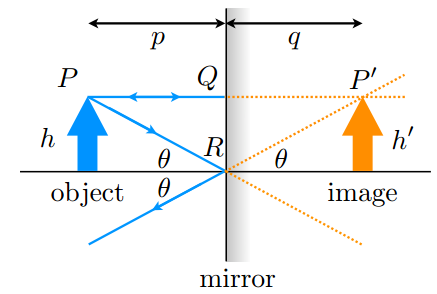 p q
P Q P′
h R h′
θ θ
θ
object image
mirror